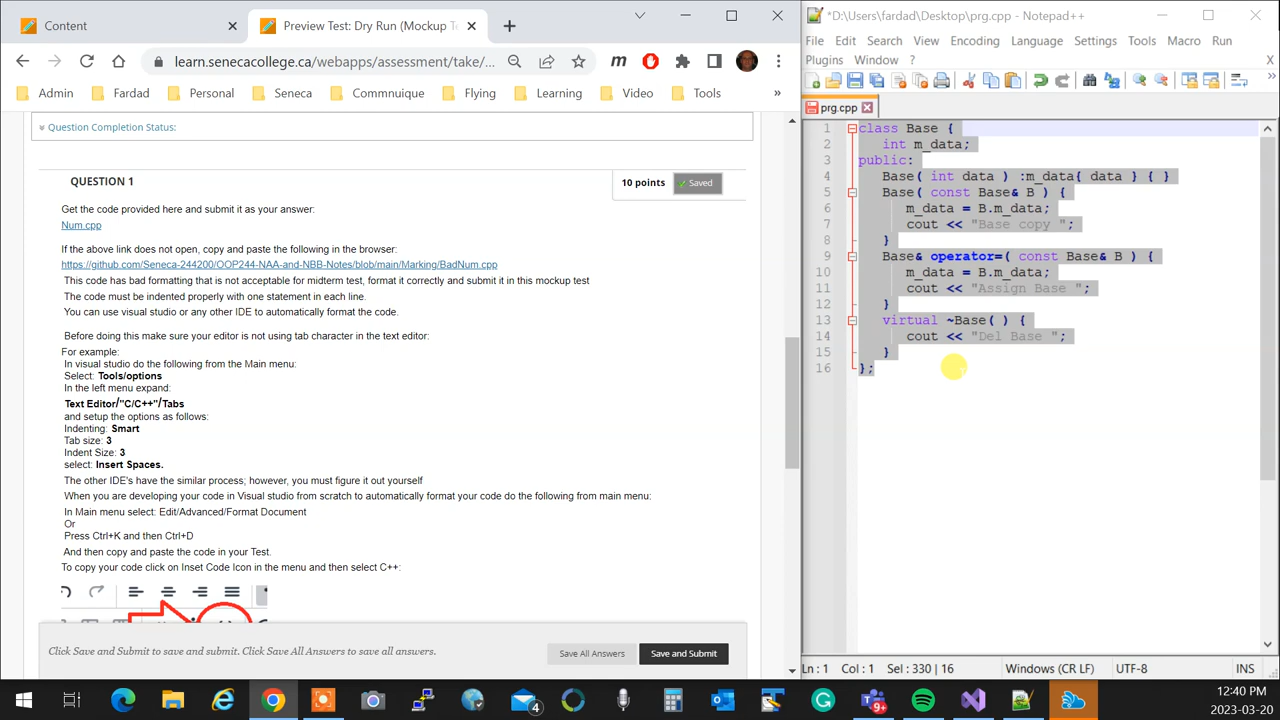 Content
Preview Test: Dry Run (Mockup T
learn.senecacollege.ca/webapps/assessment/take/...
Admin
Personal
Seneca
Commnuique
Flying
Learning
Video
Tools
Question Completion Status:
QUESTION 1
10 points
Saved
Get the code provided here and submit it as your answer:
Num cpp
If the above link does not open, copy and paste the following in the browser:
https://github.com/Seneca-244200/OOP244-NAA-and-NBB-Notes/blob/main/Marking/BadNum.cpp
This code has bad formatting that is not acceptable for midterm test, format it correctly and submit it in this mockup test
The code must be indented properly with one statement in each line.
You can use visual studio or any other IDE to automatically format the code.
Before doing this make sure your editor is not using tab character in the text editor:
For example:
In visual studio do the following from the Main menu:
Select: Tools/options
In the left menu expand:
Text Editor/"C/C++"/Tabs
and setup the options as follows:
Indenting: Smart
Tab size: 3
Indent Size: 3
select: Insert Spaces.
The other IDE's have the similar process; however, you must figure it out yourself
When you are developing your code in Visual studio from scratch to automatically format your code do the following from main menu:
In Main menu select: Edit/Advanced/Format Document
Or
Press Ctrl+K and then Ctrl+D
And then copy and paste the code in your Test.
To copy your code click on Inset Code Icon in the menu and then select C++:
Click Save and Submit to save and submit. Click Save All Answers to save all answers.
Save All Answers
Save and Submit
*D:\Users\fardad\Desktop\prg.cpp - Notepad++
File Edit Search View Encoding Language Settings Tools Macro Run
Plugins Window ?
X
prg.cpp
1 class Base {
2 int m_data;
3 public:
4 Base( int data ) :m_data{ data } { }
5 Base( const Base& B ) {
6 m_data = B.m_data;
7 cout << "Base copy ";
8 }
9 Base& operator=( const Base& B ) {
10 m_data = B.m_data;
11 cout << "Assign Base ";
12 }
13 virtual ~Base( ) {
14 cout << "Del Base ";
15 }
16 };
Ln : 1 Col : 1 Sel : 330 | 16 Windows (CR LF) UTF-8 INS
4
9+
12:40 PM
2023-03-20